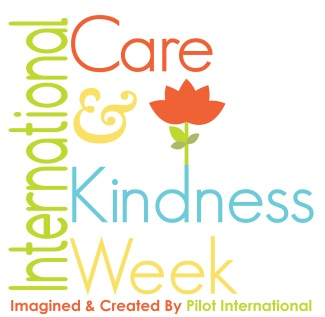 International
Care
&
Kindness
Week
Imagined & Created By Pilot International